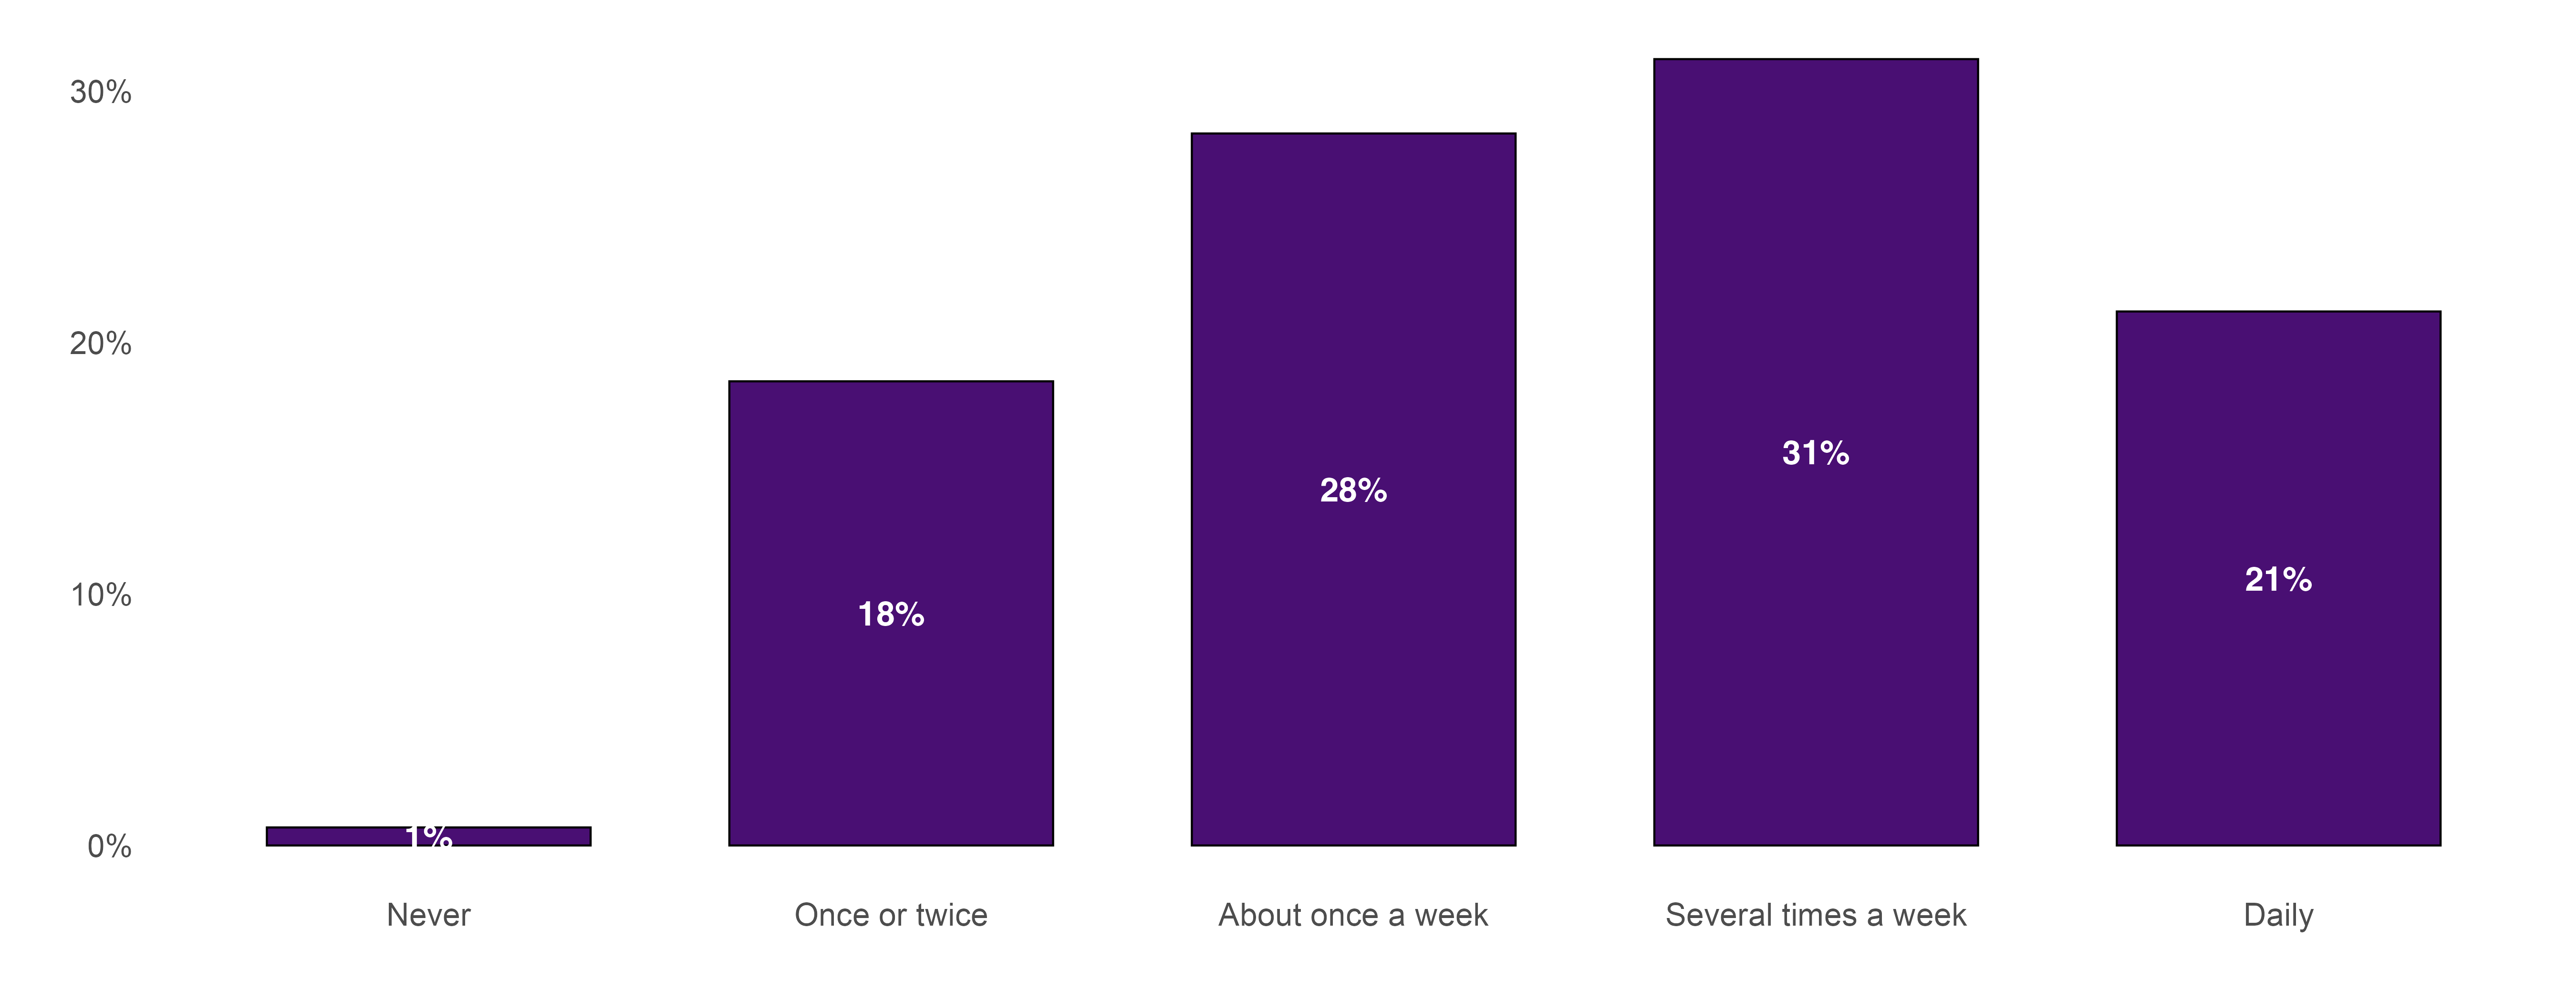 30%
20%
10%
0%
1%
18%
28%
31%
21%
Never
Once or twice
About once a week
Several times a week
Daily